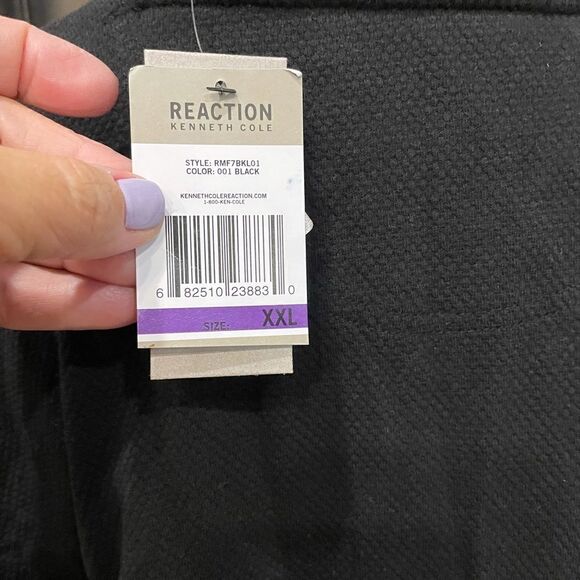 REACTION
KENNETH COLE
STYLE: RMF7BKL01
COLOR: 001 BLACK
KENNETHCOLEREACTION.COM
1-800-KEN-COLE
6 82510 23883 0
SIZE: XXL